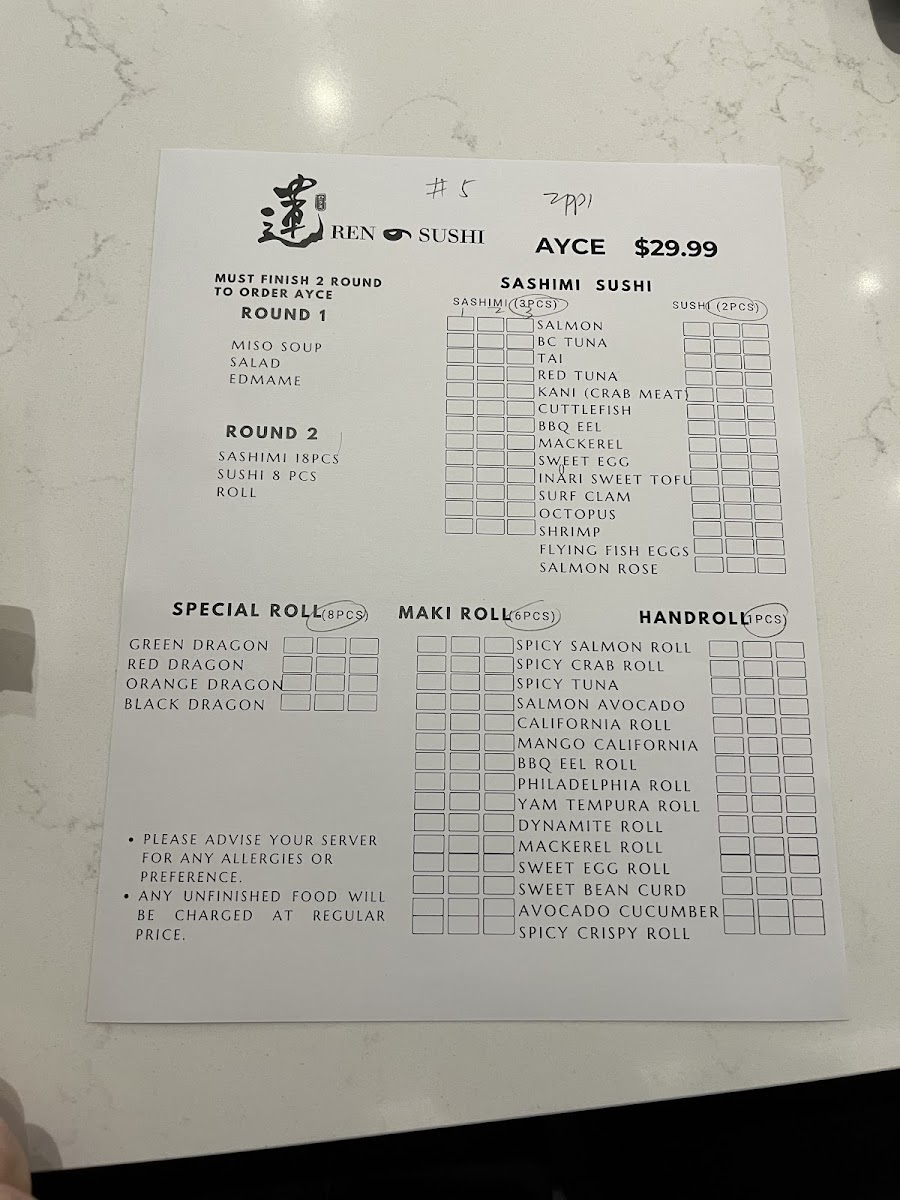 # 5
2ppl
蓮 REN の SUSHI
AYCE $29.99
MUST FINISH 2 ROUND
TO ORDER AYCE
ROUND 1
MISO SOUP
SALAD
EDMAME
ROUND 2
SASHIMI 18PCS
SUSHI 8 PCS
ROLL
SASHIMI SUSHI
SASHIMI (3PCS) SUSHI (2PCS)
1 2 3
SALMON
BC TUNA
TAI
RED TUNA
KANI (CRAB MEAT)
CUTTLEFISH
BBQ EEL
MACKEREL
SWEET EGG
INARI SWEET TOFU
SURF CLAM
OCTOPUS
SHRIMP
FLYING FISH EGGS
SALMON ROSE
SPECIAL ROLL (8PCS)
GREEN DRAGON
RED DRAGON
ORANGE DRAGON
BLACK DRAGON
MAKI ROLL (6PCS) HANDROLL (1PCS)
SPICY SALMON ROLL
SPICY CRAB ROLL
SPICY TUNA
SALMON AVOCADO
CALIFORNIA ROLL
MANGO CALIFORNIA
BBQ EEL ROLL
PHILADELPHIA ROLL
YAM TEMPURA ROLL
DYNAMITE ROLL
MACKEREL ROLL
SWEET EGG ROLL
SWEET BEAN CURD
AVOCADO CUCUMBER
SPICY CRISPY ROLL
• PLEASE ADVISE YOUR SERVER
FOR ANY ALLERGIES OR
PREFERENCE.
• ANY UNFINISHED FOOD WILL
BE CHARGED AT REGULAR
PRICE.